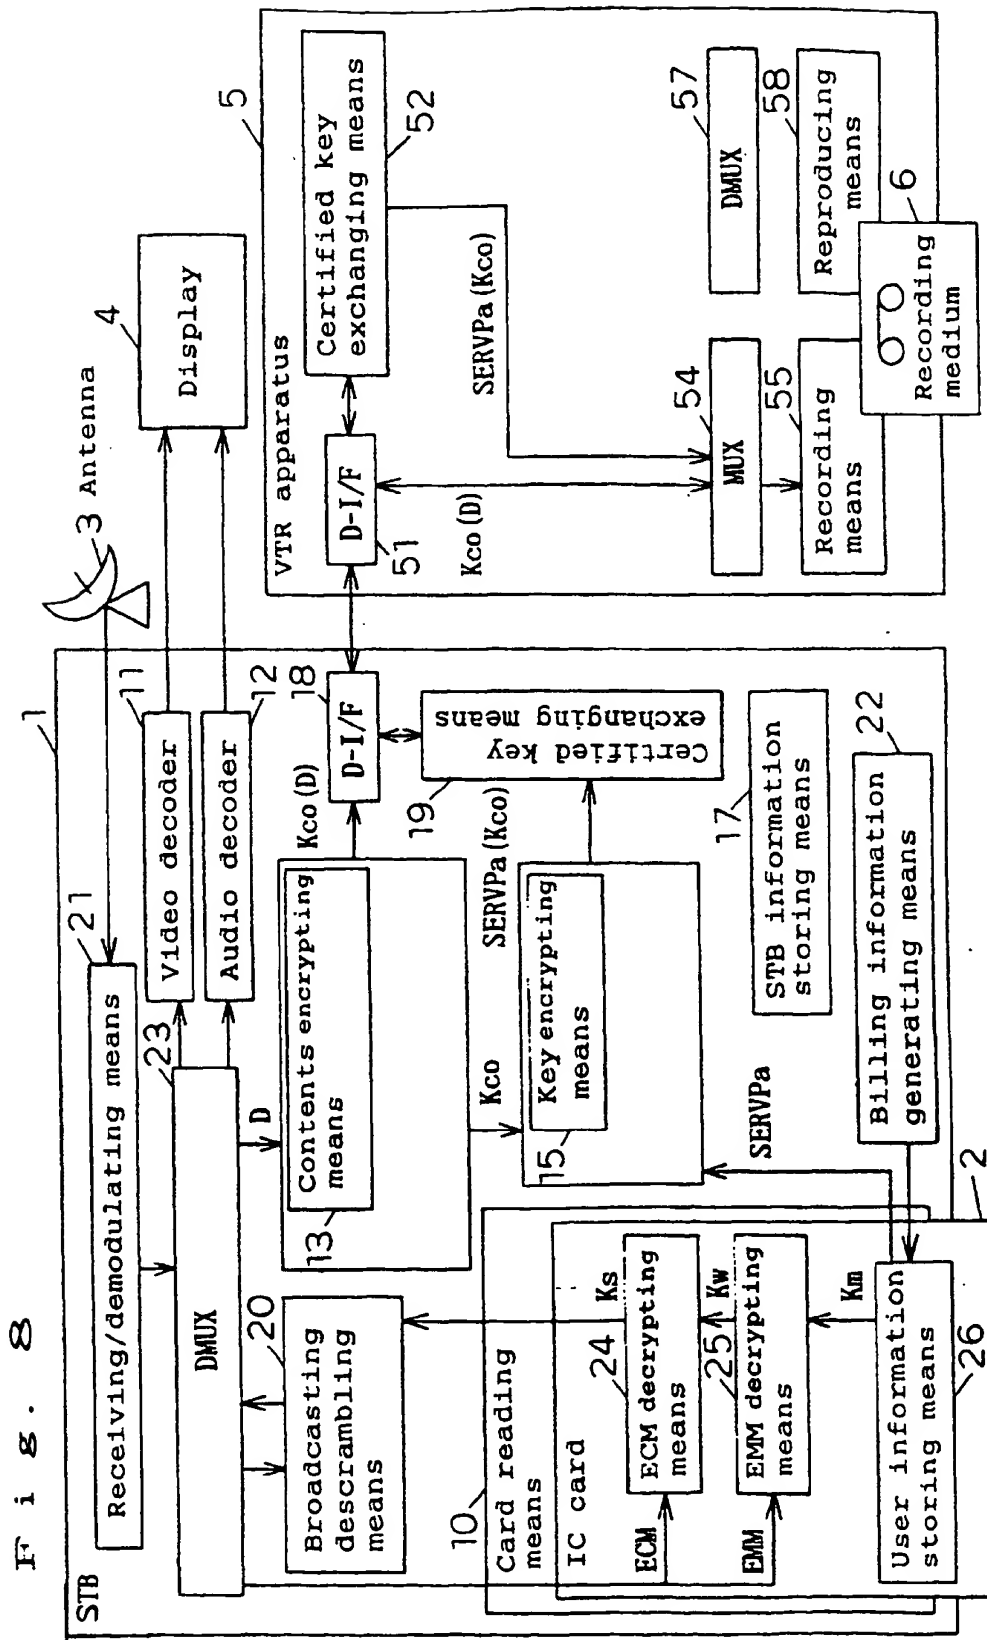 Fig. 8
STB
1
Receiving/demodulating means
21
3 Antenna
DMUX
23
Video decoder
11
Audio decoder
12
4
Display
Broadcasting
descrambling
means
20
D
Contents encrypting
means
13
Kco(D)
D-I/F
18
Certified key
exchanging means
19
Kco
SERVPa(Kco)
Key encrypting
means
15
STB information
storing means
17
Billing information
generating means
22
SERVPa
10
Card reading
means
IC card
2
Ks
ECM decrypting
means
24
ECM
Kw
EMM decrypting
means
25
EMM
Km
User information
storing means
26
5
VTR apparatus
D-I/F
51
Certified key
exchanging means
52
Kco(D)
SERVPa(Kco)
MUX
54
DMUX
57
Recording
means
55
Reproducing
means
58
Recording
medium
6